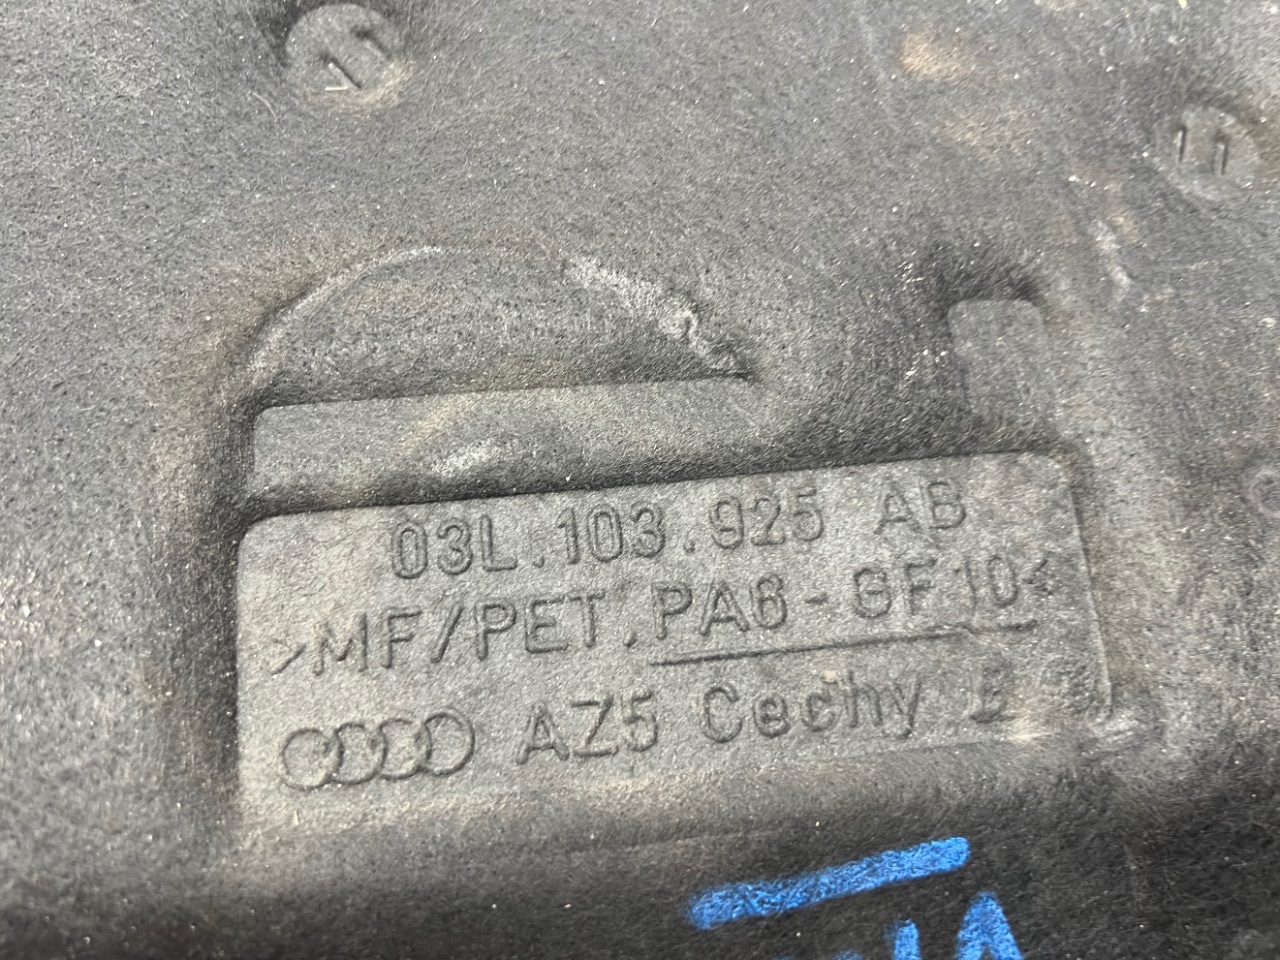 03L.103.925 AB
>MF/PET.PA6-GF10<
AZ5 Cechy